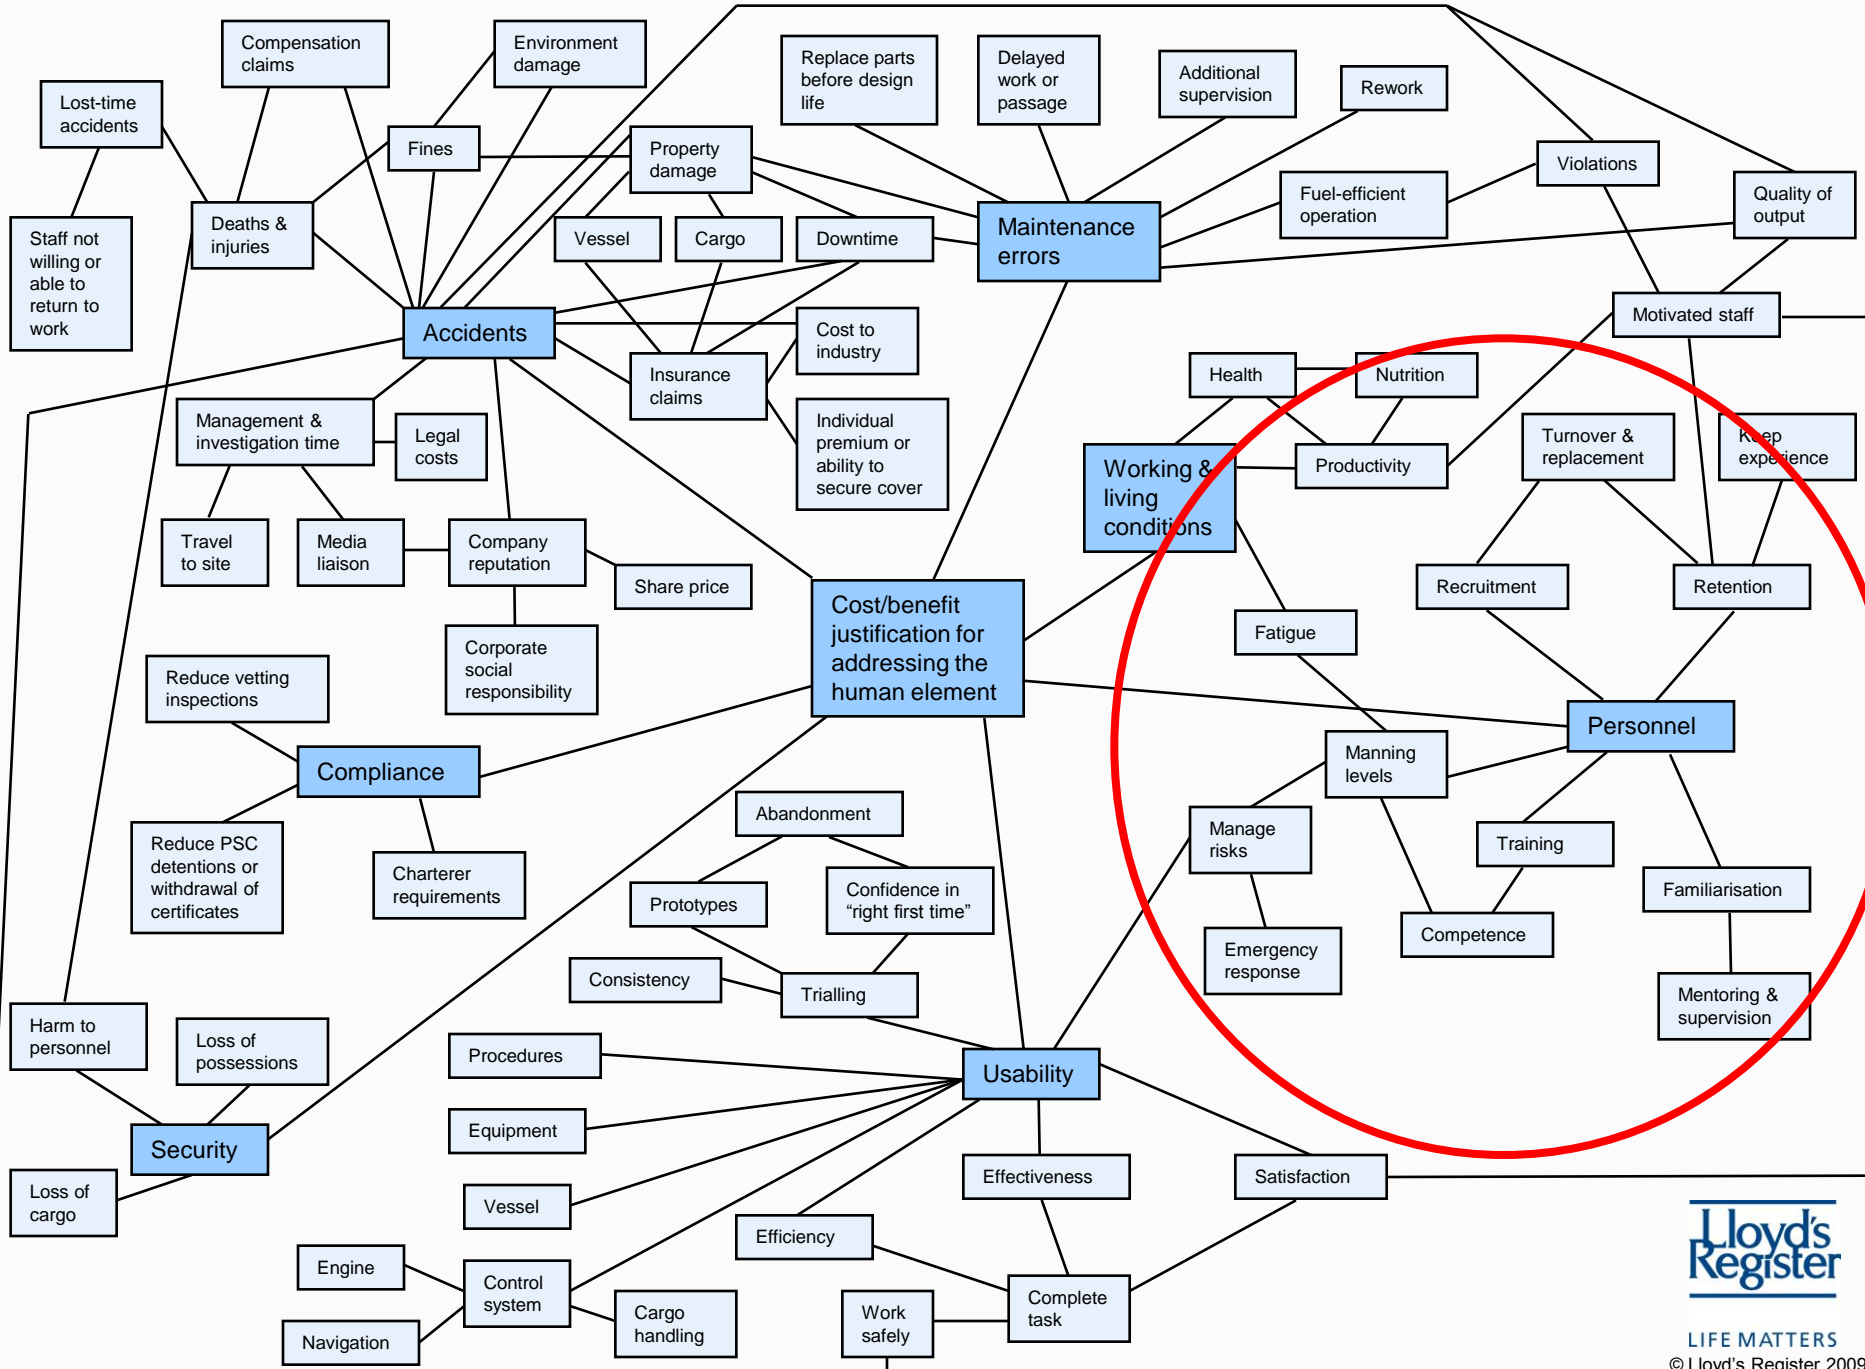 Compensation
claims
Environment
damage
Replace parts
before design
life
Delayed
work or
passage
Additional
supervision
Rework
Lost-time
accidents
Fines
Property
damage
Violations
Fuel-efficient
operation
Quality of
output
Staff not
willing or
able to
return to
work
Deaths &
injuries
Vessel
Cargo
Downtime
Maintenance
errors
Motivated staff
Accidents
Cost to
industry
Insurance
claims
Health
Nutrition
Management &
investigation time
Legal
costs
Individual
premium or
ability to
secure cover
Working &
living
conditions
Productivity
Turnover &
replacement
Keep
experience
Travel
to site
Media
liaison
Company
reputation
Share price
Recruitment
Retention
Cost/benefit
justification for
addressing the
human element
Fatigue
Corporate
social
responsibility
Reduce vetting
inspections
Personnel
Compliance
Manning
levels
Abandonment
Manage
risks
Training
Reduce PSC
detentions or
withdrawal of
certificates
Charterer
requirements
Prototypes
Confidence in
“right first time”
Familiarisation
Competence
Emergency
response
Consistency
Trialling
Mentoring &
supervision
Harm to
personnel
Loss of
possessions
Procedures
Usability
Equipment
Security
Effectiveness
Satisfaction
Loss of
cargo
Vessel
Efficiency
Engine
Control
system
Navigation
Cargo
handling
Work
safely
Complete
task
Lloyd's
Register
LIFE MATTERS
© Lloyd's Register 2009